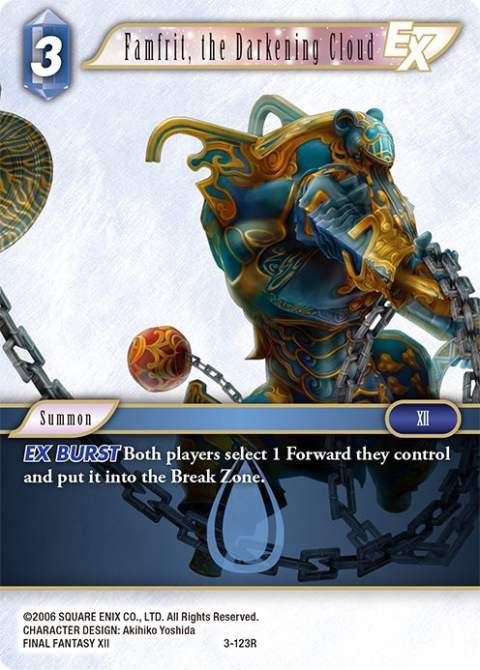 3
Famfrit, the Darkening Cloud
EX
Summon
XII
EX BURST Both players select 1 Forward they control
and put it into the Break Zone.
©2006 SQUARE ENIX CO., LTD. All Rights Reserved.
CHARACTER DESIGN: Akihiko Yoshida
FINAL FANTASY XII
3-123R